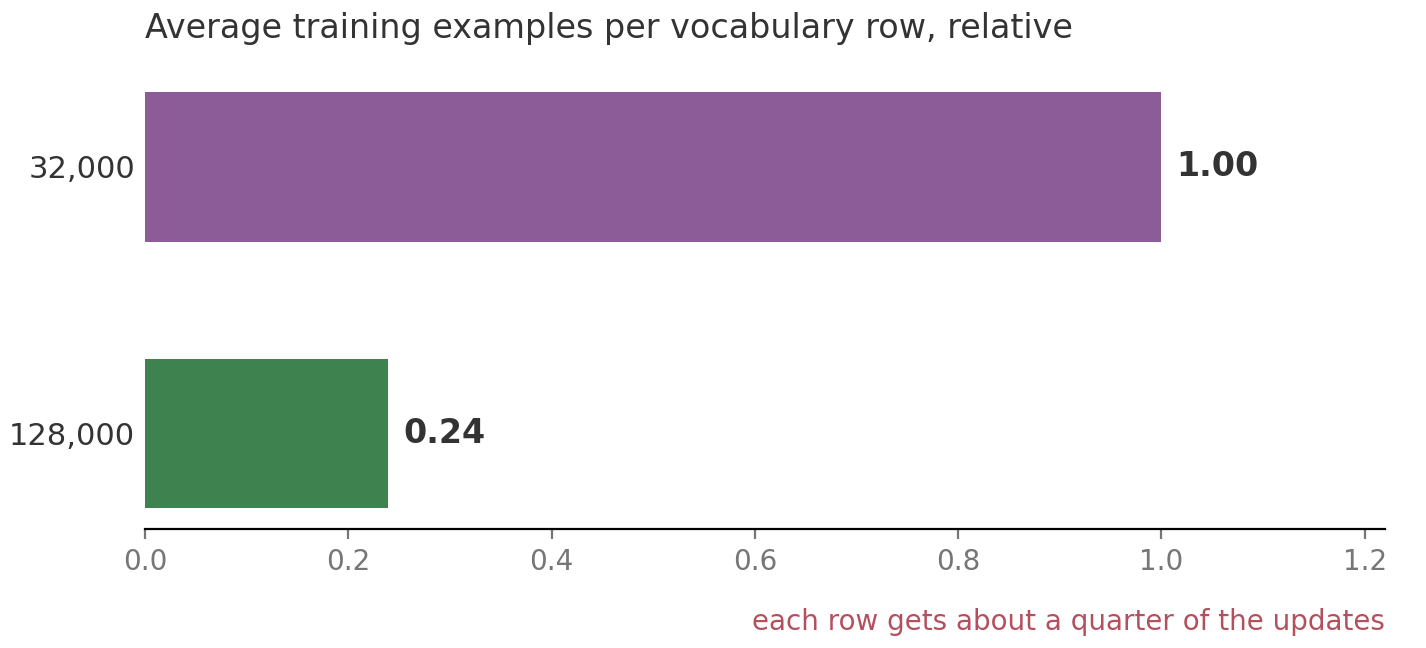 Average training examples per vocabulary row, relative
32,000
1.00
128,000
0.24
0.0 0.2 0.4 0.6 0.8 1.0 1.2
each row gets about a quarter of the updates